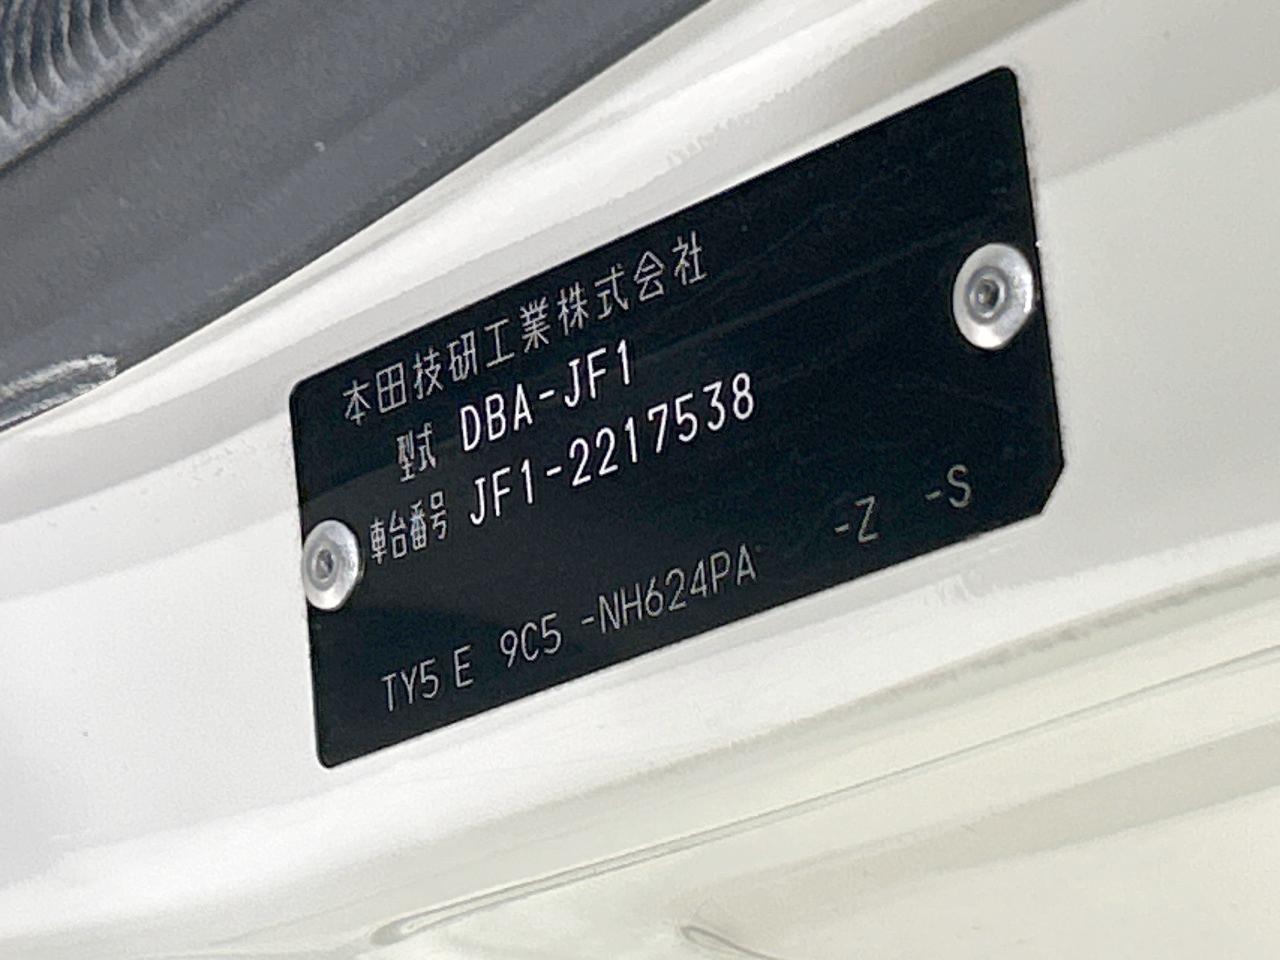 本田技研工業株式会社
型式 DBA-JF1
車台番号 JF1-2217538
TY5 E 9C5 -NH624PA -Z -S